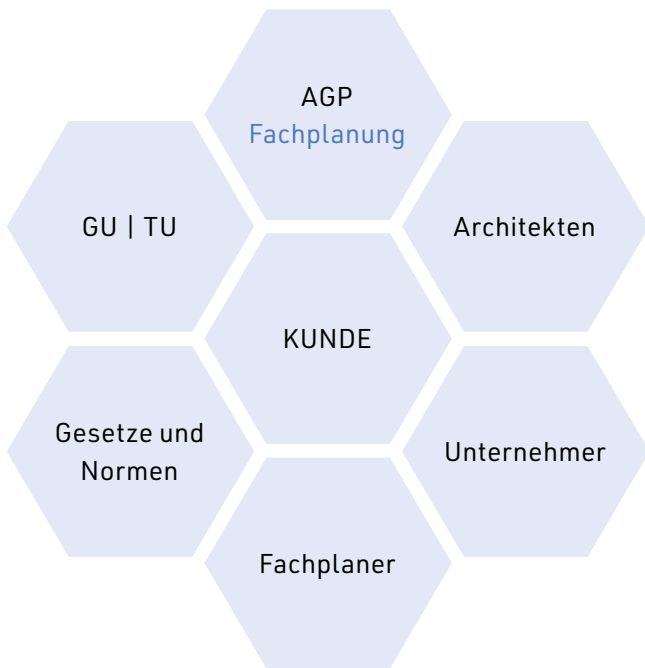 AGP
Fachplanung
GU | TU
Architekten
KUNDE
Gesetze und
Normen
Unternehmer
Fachplaner